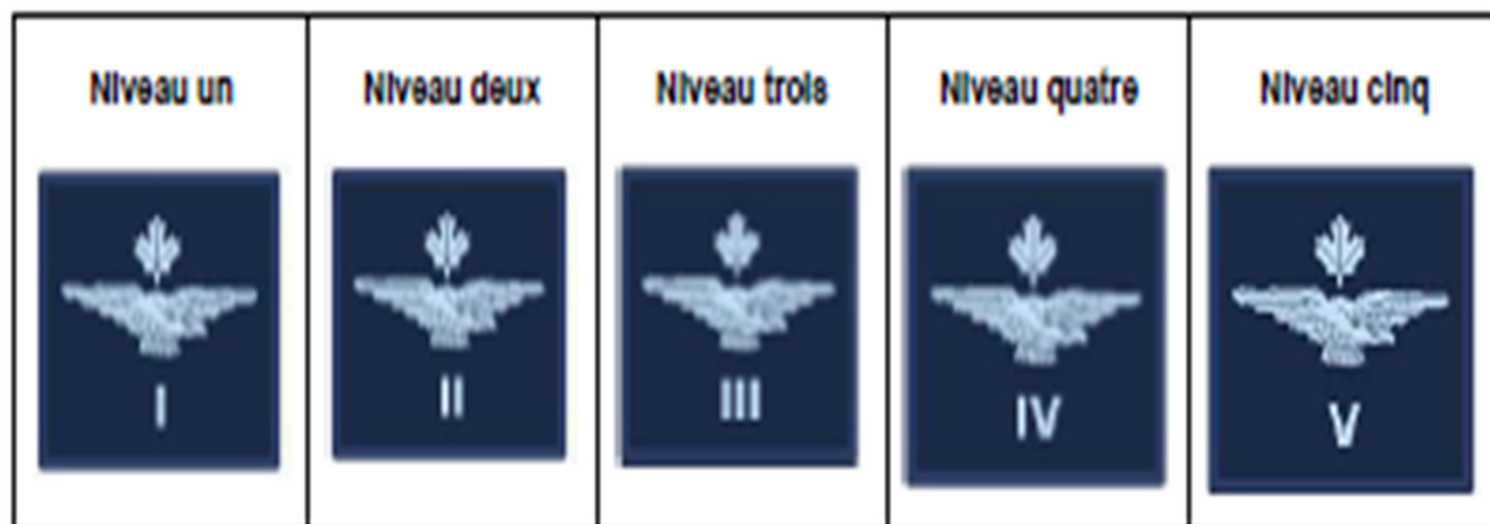 Niveau un
Niveau deux
Niveau trois
Niveau quatre
Niveau cinq
I
II
III
IV
V